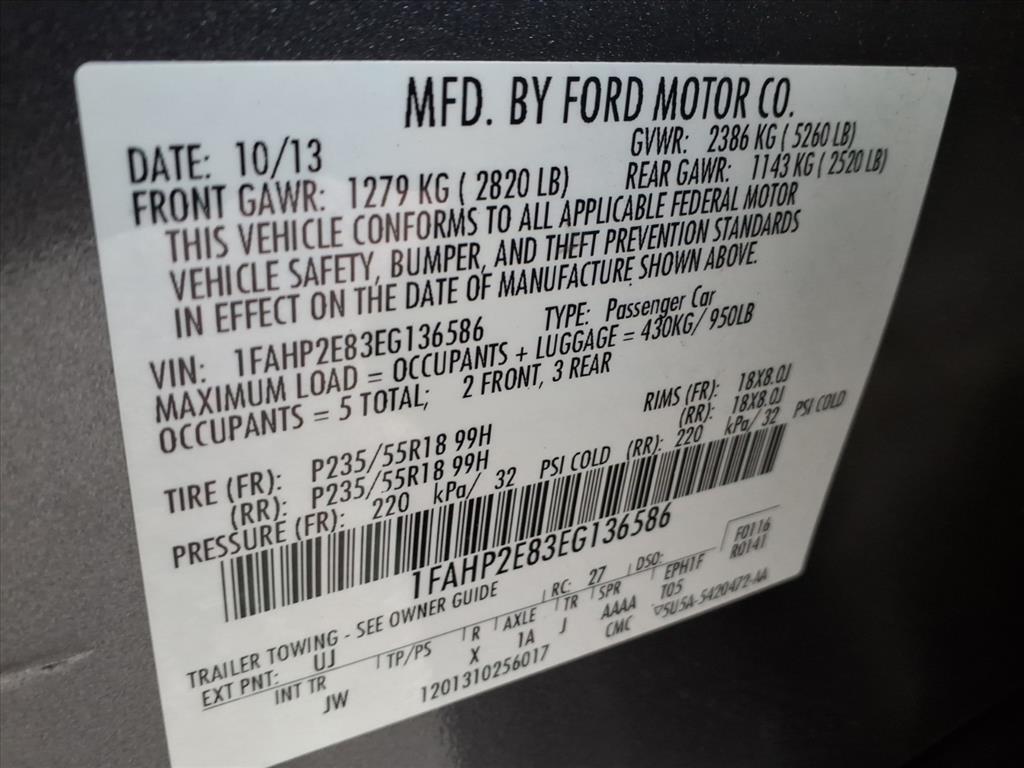 MFD. BY FORD MOTOR CO.
DATE: 10/13 GVWR: 2386 KG ( 5260 LB)
FRONT GAWR: 1279 KG ( 2820 LB) REAR GAWR: 1143 KG ( 2520 LB)
THIS VEHICLE CONFORMS TO ALL APPLICABLE FEDERAL MOTOR
VEHICLE SAFETY, BUMPER, AND THEFT PREVENTION STANDARDS
IN EFFECT ON THE DATE OF MANUFACTURE SHOWN ABOVE.
VIN: 1FAHP2E83EG136586 TYPE: Passenger Car
MAXIMUM LOAD = OCCUPANTS + LUGGAGE = 430KG/ 950LB
OCCUPANTS = 5 TOTAL; 2 FRONT, 3 REAR
TIRE (FR): P235/55R18 99H RIMS (FR): 18X8.0J
(RR): P235/55R18 99H (RR): 18X8.0J
PRESSURE (FR): 220 kPa/ 32 PSI COLD (RR): 220 kPa/ 32 PSI COLD
1FAHP2E83EG136586
F0116
R0141
TRAILER TOWING - SEE OWNER GUIDE RC: 27 DSO:
EXT PNT: UJ TP/PS R AXLE TR SPR EPH1F
INT TR X 1A J AAAA T05
JW 1201310256017 CMC ▽5U5A-5420472-AA